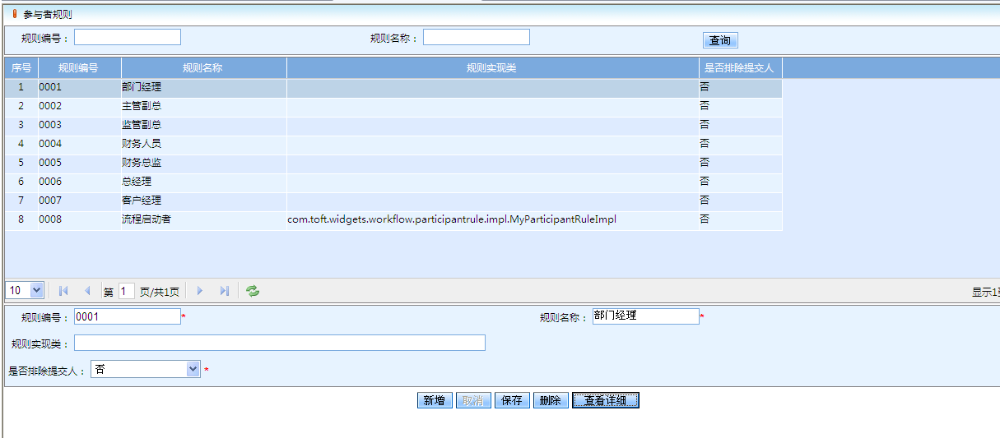 参与者规则
规则编号： 规则名称： 查询
序号 规则编号 规则名称 规则实现类 是否排除提交人
1 0001 部门经理 否
2 0002 主管副总 否
3 0003 监管副总 否
4 0004 财务人员 否
5 0005 财务总监 否
6 0006 总经理 否
7 0007 客户经理 否
8 0008 流程启动者 com.toft.widgets.workflow.participantrule.impl.MyParticipantRuleImpl 否
10 第 1 页/共1页 显示1
规则编号： 0001 * 规则名称： 部门经理 *
规则实现类：
是否排除提交人： 否 *
新增 取消 保存 删除 查看详细